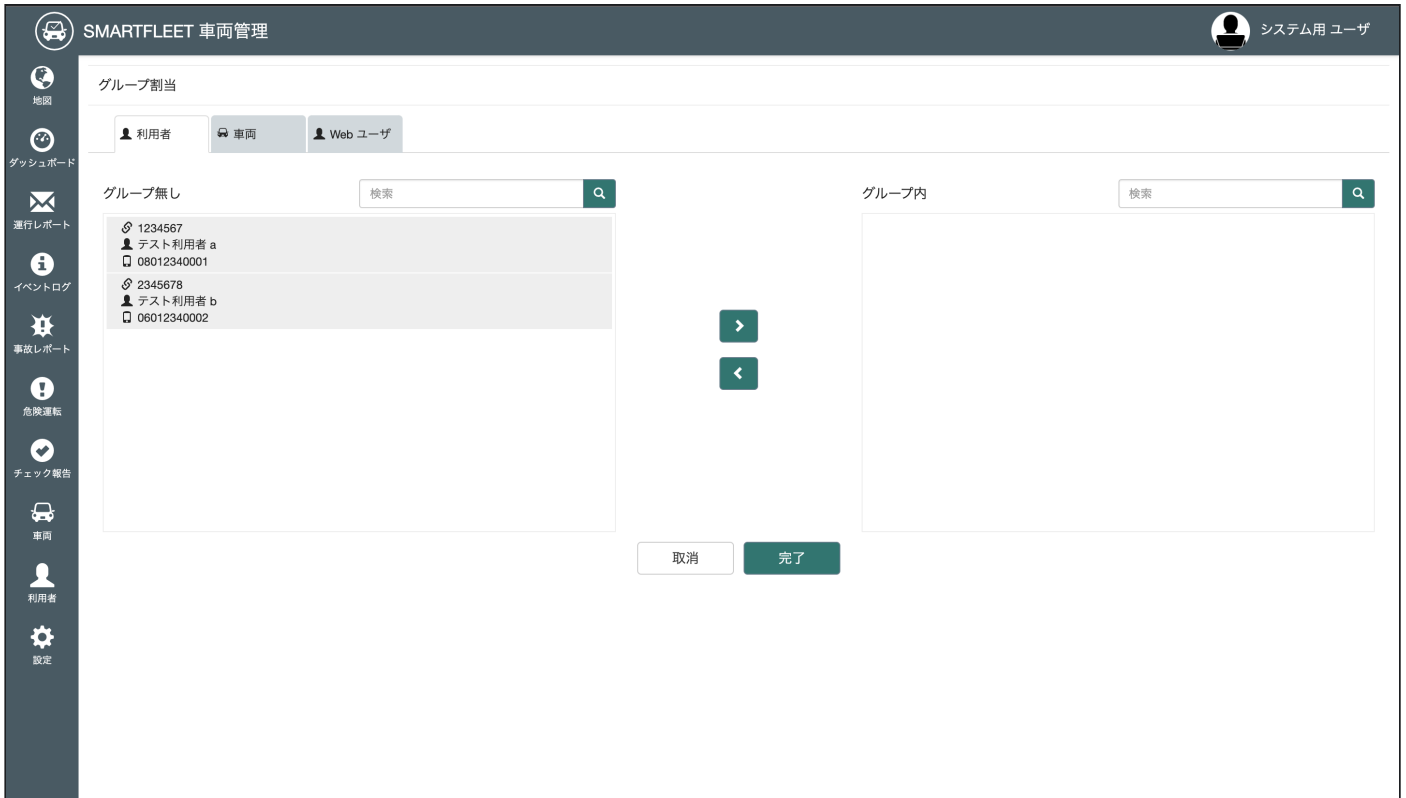 SMARTFLEET 車両管理
システム用 ユーザ
地図
ダッシュボード
運行レポート
イベントログ
事故レポート
危険運転
チェック報告
車両
利用者
設定
グループ割当
利用者
車両
Web ユーザ
グループ無し
検索
1234567
テスト利用者 a
08012340001
2345678
テスト利用者 b
06012340002
グループ内
検索
取消
完了